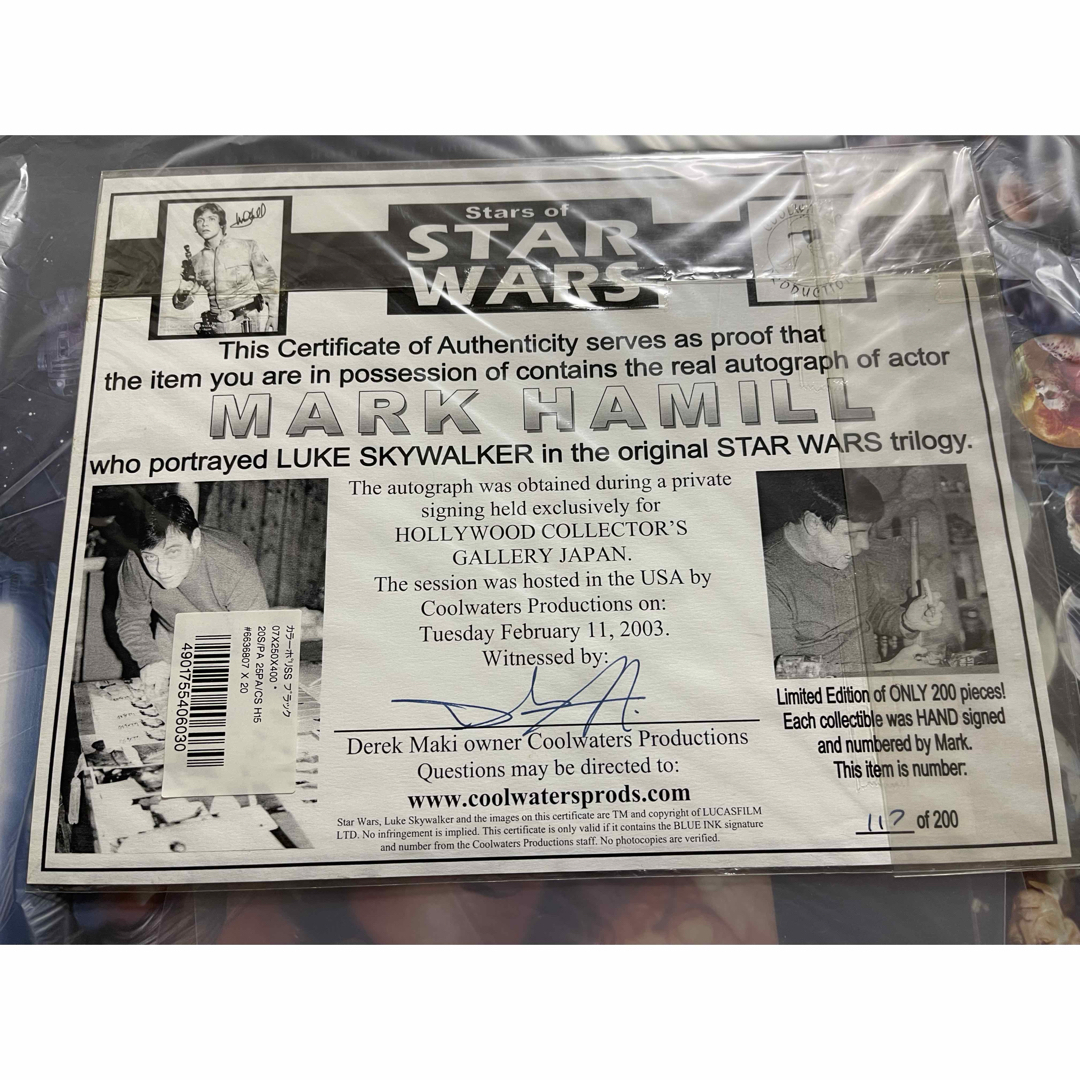 Stars of
STAR
WARS
This Certificate of Authenticity serves as proof that
the item you are in possession of contains the real autograph of actor
MARK HAMILL
who portrayed LUKE SKYWALKER in the original STAR WARS trilogy.
The autograph was obtained during a private
signing held exclusively for
HOLLYWOOD COLLECTOR'S
GALLERY JAPAN.
The session was hosted in the USA by
Coolwaters Productions on:
Tuesday February 11, 2003.
Witnessed by:
Derek Maki owner Coolwaters Productions
Questions may be directed to:
www.coolwatersprods.com
Star Wars, Luke Skywalker and the images on this certificate are TM and copyright of LUCASFILM
LTD. No infringement is implied. This certificate is only valid if it contains the BLUE INK signature
and number from the Coolwaters Productions staff. No photocopies are verified.
カラーポリSS ブラック
07X250X400 *
20S/PA 25PA/CS H15
#6636807 X 20
4901755406030
Limited Edition of ONLY 200 pieces!
Each collectible was HAND signed
and numbered by Mark.
This item is number:
117 of 200